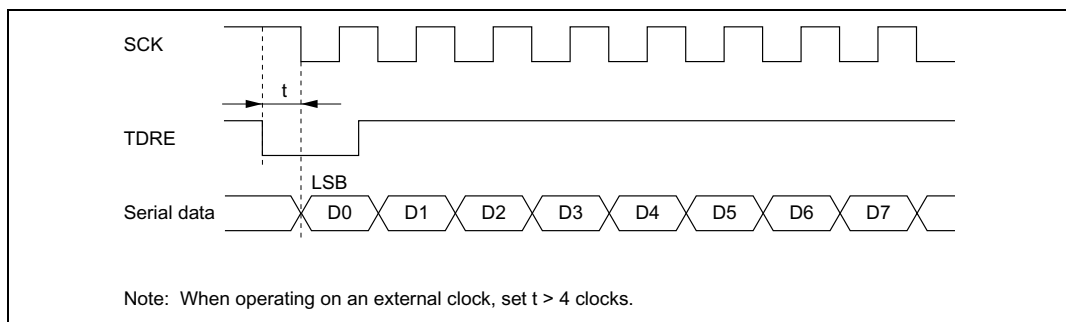 SCK
t
TDRE
LSB
Serial data
D0 D1 D2 D3 D4 D5 D6 D7
Note: When operating on an external clock, set t > 4 clocks.